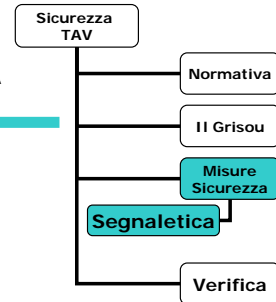 Sicurezza
TAV
Normativa
Il Grisou
Misure
Sicurezza
Segnaletica
Verifica